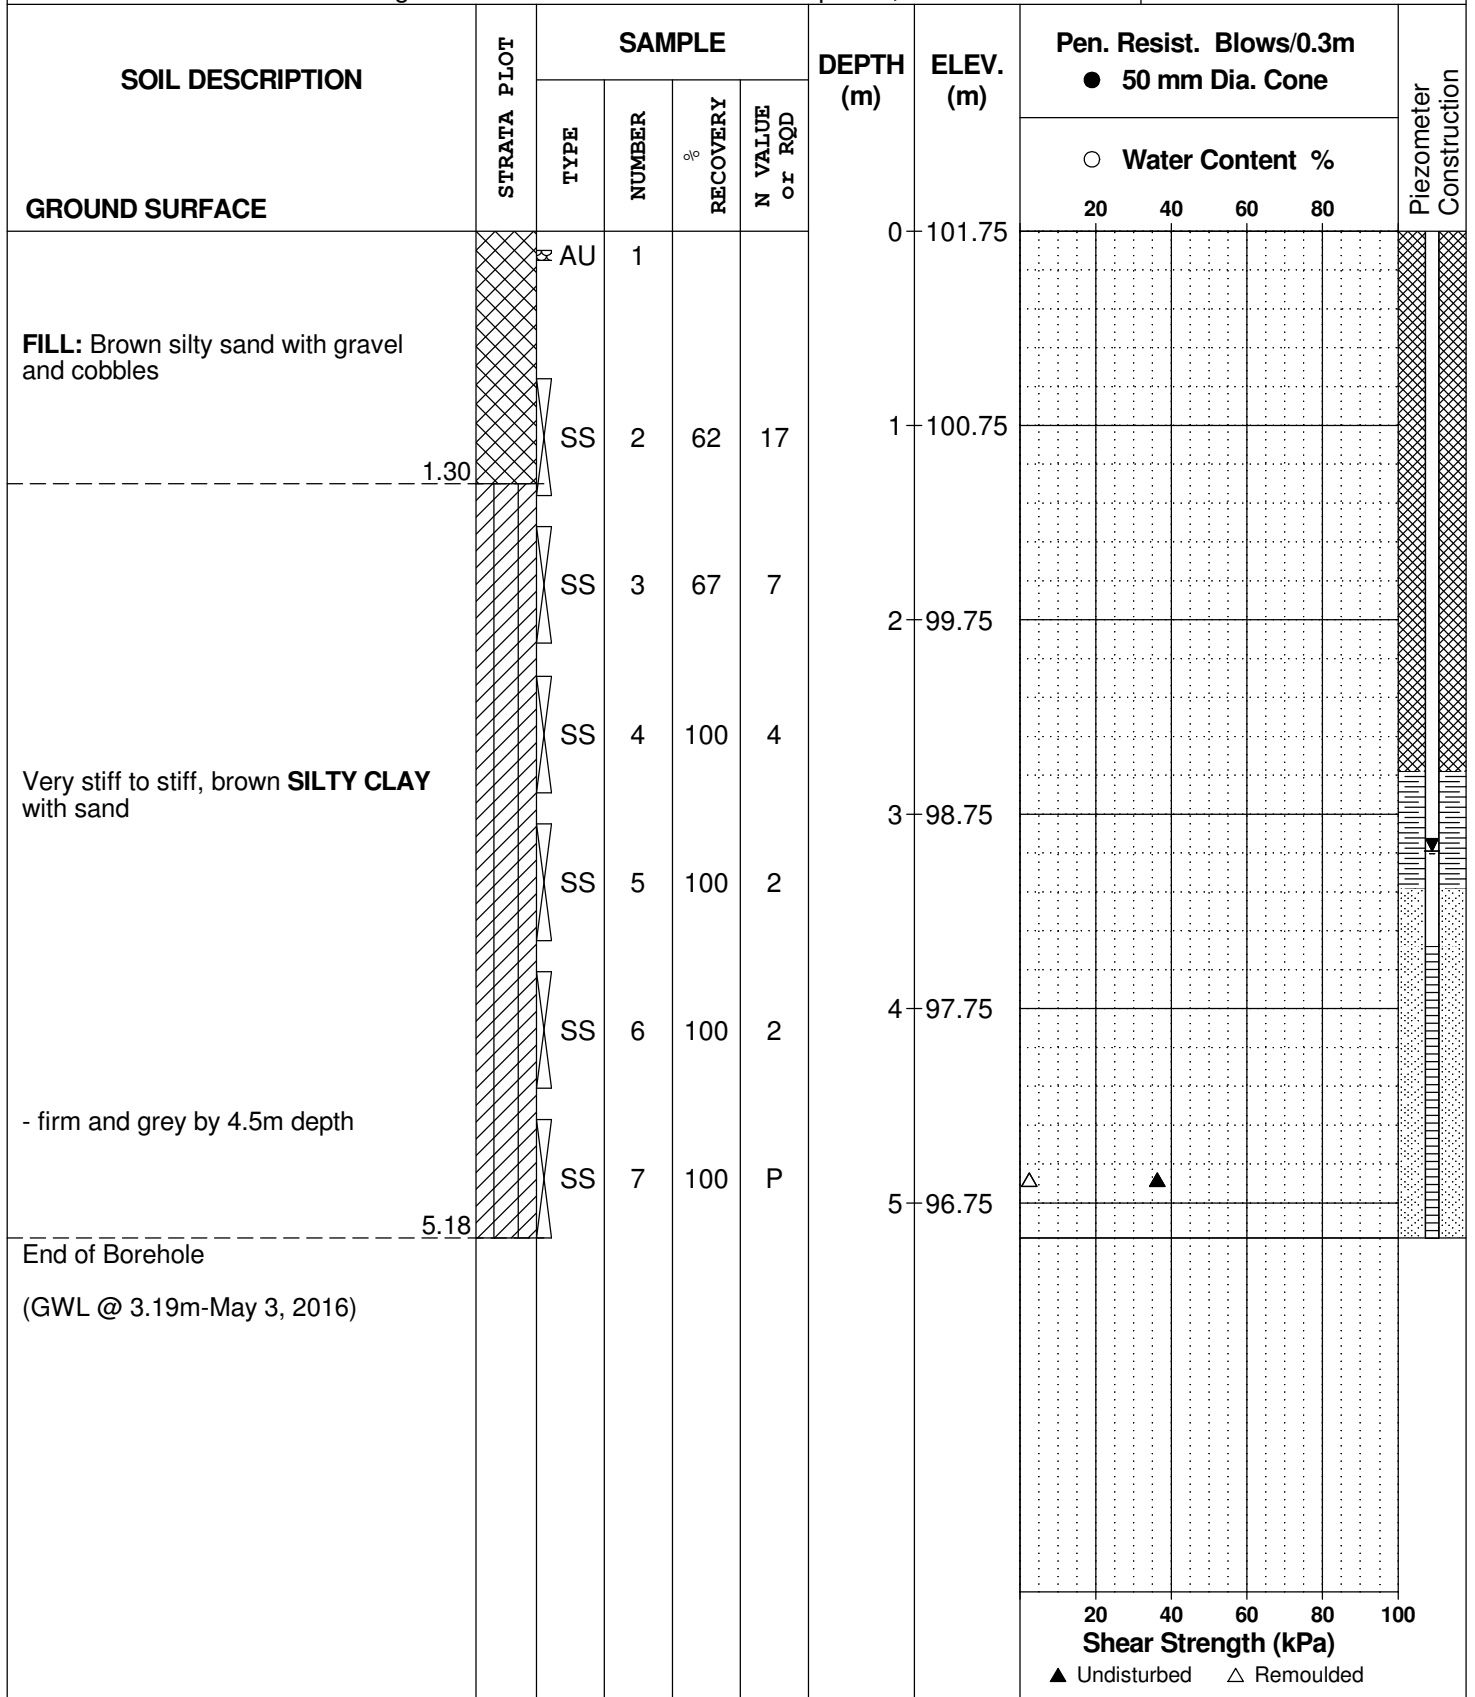 SOIL DESCRIPTION
GROUND SURFACE
STRATA PLOT
SAMPLE
TYPE
NUMBER
%
RECOVERY
N VALUE
or RQD
DEPTH
(m)
ELEV.
(m)
Pen. Resist. Blows/0.3m
● 50 mm Dia. Cone
○ Water Content %
20 40 60 80
Piezometer
Construction
0 101.75
AU 1
FILL: Brown silty sand with gravel
and cobbles
SS 2 62 17
1 100.75
1.30
SS 3 67 7
2 99.75
SS 4 100 4
Very stiff to stiff, brown SILTY CLAY
with sand
3 98.75
SS 5 100 2
4 97.75
SS 6 100 2
- firm and grey by 4.5m depth
SS 7 100 P
5 96.75
5.18
End of Borehole
(GWL @ 3.19m-May 3, 2016)
20 40 60 80 100
Shear Strength (kPa)
▲ Undisturbed △ Remoulded